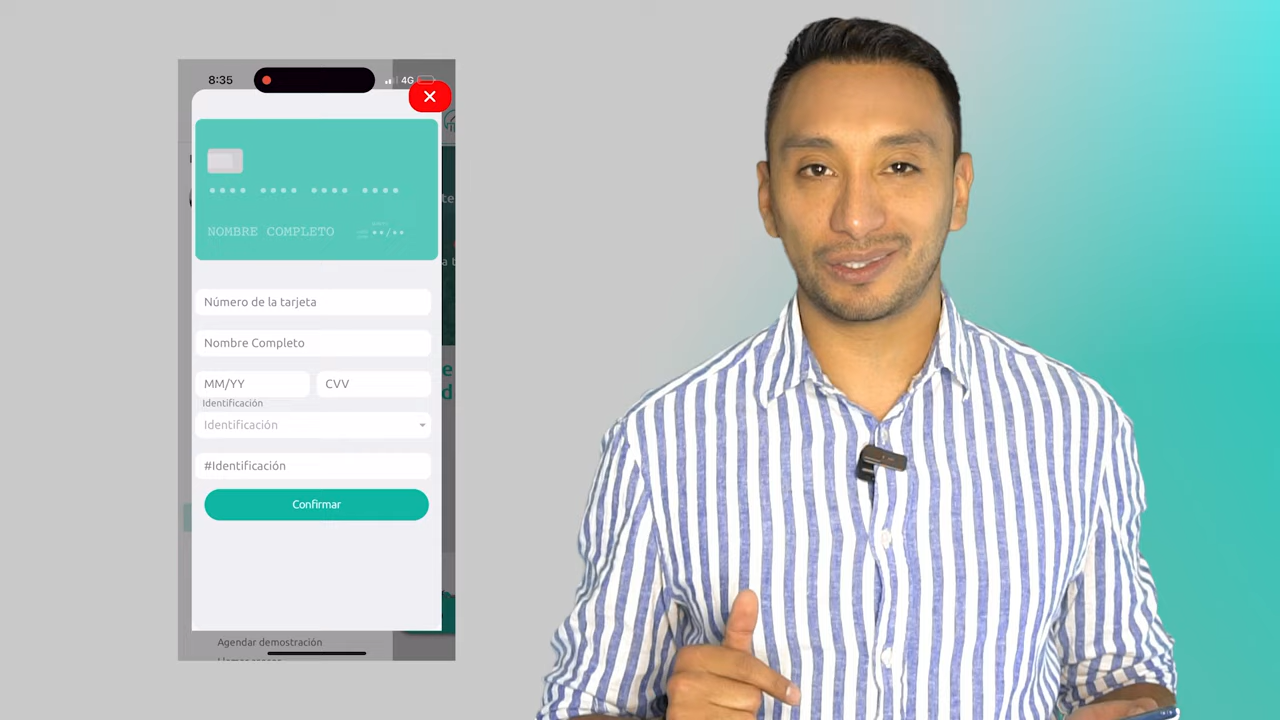 8:35
4G
NOMBRE COMPLETO
••/••
Número de la tarjeta
Nombre Completo
MM/YY
CVV
Identificación
Identificación
#Identificación
Confirmar
Agendar demostración